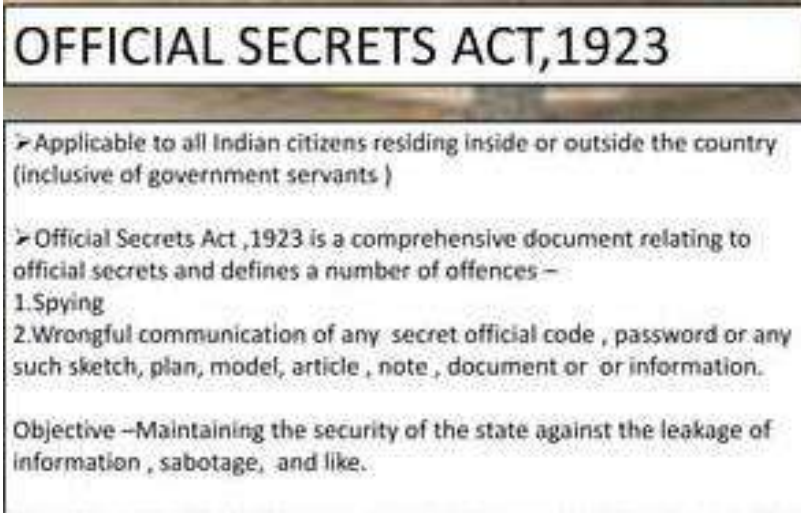 OFFICIAL SECRETS ACT,1923
➢Applicable to all Indian citizens residing inside or outside the country
(inclusive of government servants )
➢Official Secrets Act ,1923 is a comprehensive document relating to
official secrets and defines a number of offences –
1.Spying
2.Wrongful communication of any secret official code , password or any
such sketch, plan, model, article , note , document or or information.
Objective –Maintaining the security of the state against the leakage of
information , sabotage, and like.